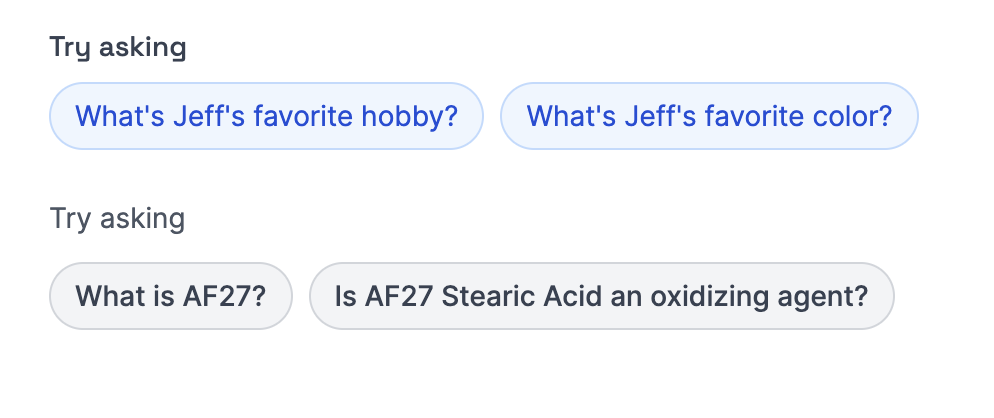 Try asking
What's Jeff's favorite hobby? What's Jeff's favorite color?
Try asking
What is AF27? Is AF27 Stearic Acid an oxidizing agent?